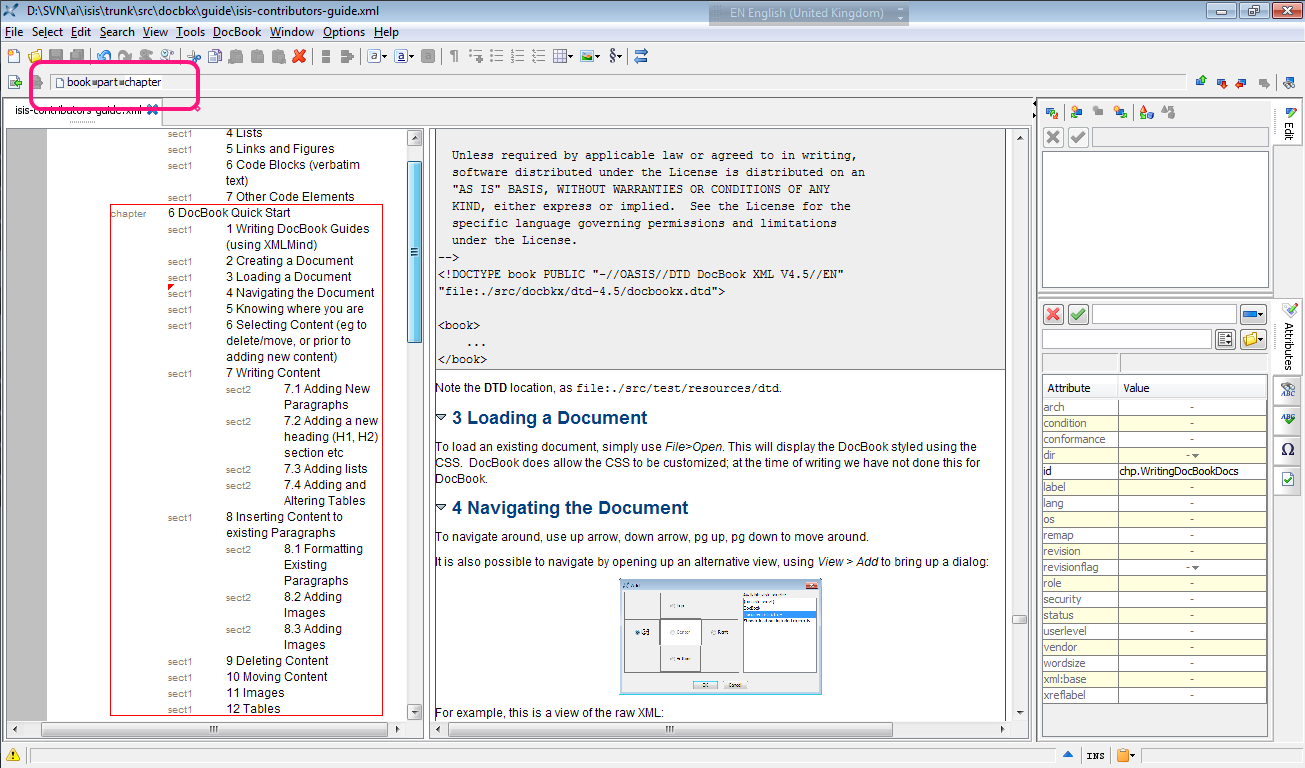 D:\SVN\ai\isis\trunk\src\docbkx\guide\isis-contributors-guide.xml
EN English (United Kingdom)
File Select Edit Search View Tools DocBook Window Options Help
book part chapter
isis-contributors-guide.xml
sect1 4 Lists
sect1 5 Links and Figures
sect1 6 Code Blocks (verbatim
text)
sect1 7 Other Code Elements
chapter 6 DocBook Quick Start
sect1 1 Writing DocBook Guides
(using XMLMind)
sect1 2 Creating a Document
sect1 3 Loading a Document
sect1 4 Navigating the Document
sect1 5 Knowing where you are
sect1 6 Selecting Content (eg to
delete/move, or prior to
adding new content)
sect1 7 Writing Content
sect2 7.1 Adding New
Paragraphs
sect2 7.2 Adding a new
heading (H1, H2)
section etc
sect2 7.3 Adding lists
sect2 7.4 Adding and
Altering Tables
sect1 8 Inserting Content to
existing Paragraphs
sect2 8.1 Formatting
Existing
Paragraphs
sect2 8.2 Adding
Images
sect2 8.3 Adding
Images
sect1 9 Deleting Content
sect1 10 Moving Content
sect1 11 Images
sect1 12 Tables
Unless required by applicable law or agreed to in writing,
software distributed under the License is distributed on an
"AS IS" BASIS, WITHOUT WARRANTIES OR CONDITIONS OF ANY
KIND, either express or implied.  See the License for the
specific language governing permissions and limitations
under the License.
-->
<!DOCTYPE book PUBLIC "-//OASIS//DTD DocBook XML V4.5//EN"
"file:./src/docbkx/dtd-4.5/docbookx.dtd">
<book>
...
</book>
Note the DTD location, as file:./src/test/resources/dtd.
3 Loading a Document
To load an existing document, simply use File>Open. This will display the DocBook styled using the
CSS.  DocBook does allow the CSS to be customized; at the time of writing we have not done this for
DocBook.
4 Navigating the Document
To navigate around, use up arrow, down arrow, pg up, pg down to move around.
It is also possible to navigate by opening up an alternative view, using View > Add to bring up a dialog:
Add
Top
DocBook
Left Center Right
Bottom
OK Cancel
For example, this is a view of the raw XML:
Edit
Attributes
Attribute Value
arch -
condition -
conformance -
dir -
id chp.WritingDocBookDocs
label -
lang -
os -
remap -
revision -
revisionflag -
role -
security -
status -
userlevel -
vendor -
wordsize -
xml:base -
xreflabel -
ABC
ABC
Ω
INS